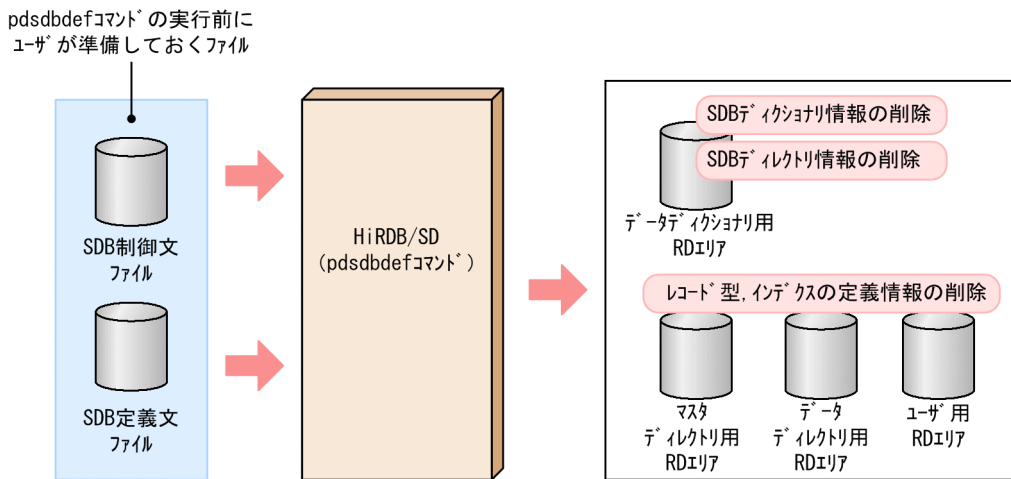 pdsdbdefｺﾏﾝﾄﾞの実行前に
ﾕｰｻﾞが準備しておくﾌｧｲﾙ
SDB制御文
ﾌｧｲﾙ
SDB定義文
ﾌｧｲﾙ
HiRDB/SD
(pdsdbdefｺﾏﾝﾄﾞ)
SDBﾃﾞｨｸｼｮﾅﾘ情報の削除
SDBﾃﾞｨﾚｸﾄﾘ情報の削除
ﾃﾞｰﾀﾃﾞｨｸｼｮﾅﾘ用
RDｴﾘｱ
ﾚｺｰﾄﾞ型,ｲﾝﾃﾞｸｽの定義情報の削除
ﾏｽﾀ
ﾃﾞｨﾚｸﾄﾘ用
RDｴﾘｱ
ﾃﾞｰﾀ
ﾃﾞｨﾚｸﾄﾘ用
RDｴﾘｱ
ﾕｰｻﾞ用
RDｴﾘｱ